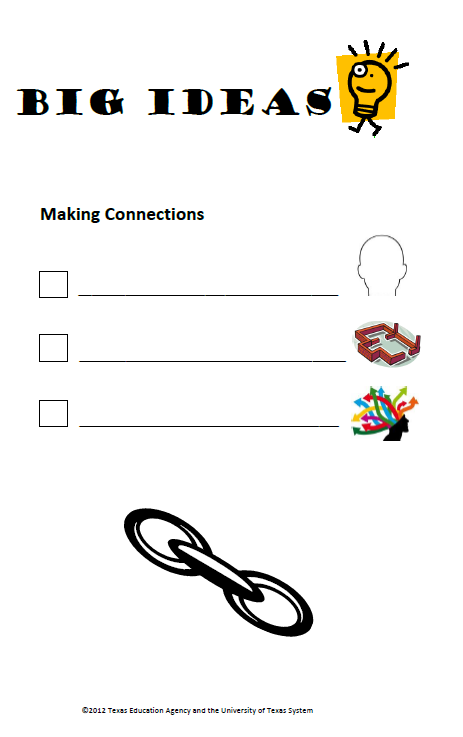 BIG IDEAS
Making Connections
©2012 Texas Education Agency and the University of Texas System